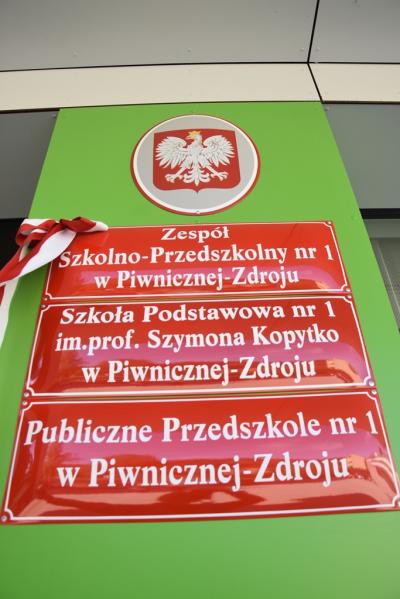 Zespół
Szkolno-Przedszkolny nr 1
w Piwnicznej-Zdroju
Szkoła Podstawowa nr 1
im.prof. Szymona Kopytko
w Piwnicznej-Zdroju
Publiczne Przedszkole nr 1
w Piwnicznej-Zdroju